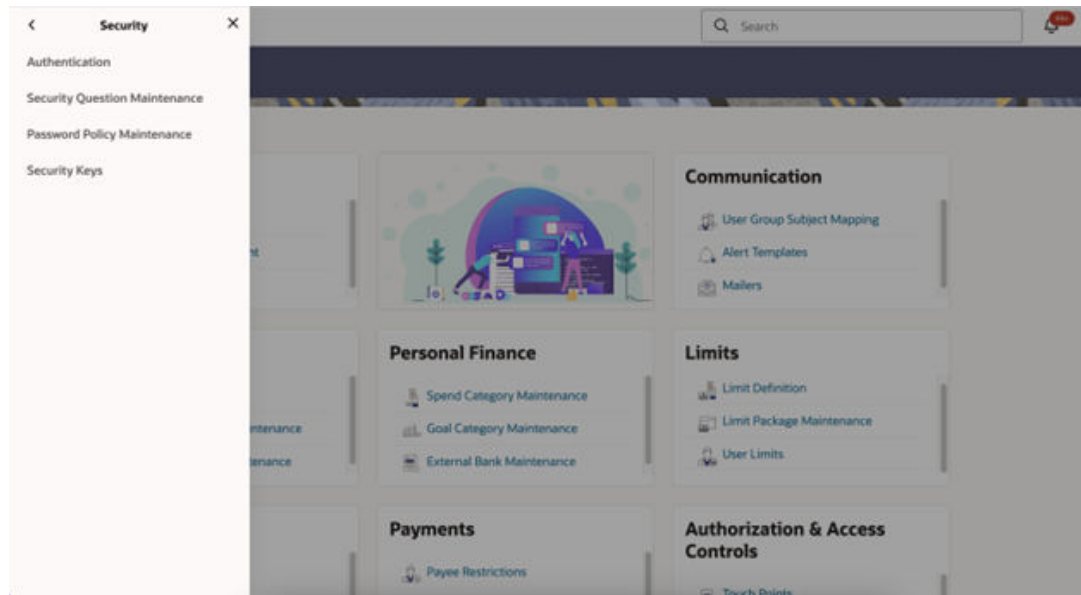 Security
Search
Authentication
Security Question Maintenance
Password Policy Maintenance
Security Keys
Communication
User Group Subject Mapping
Alert Templates
Mailers
Personal Finance
Spend Category Maintenance
Goal Category Maintenance
External Bank Maintenance
Limits
Limit Definition
Limit Package Maintenance
User Limits
Payments
Payee Restrictions
Authorization & Access
Controls
Touch Points